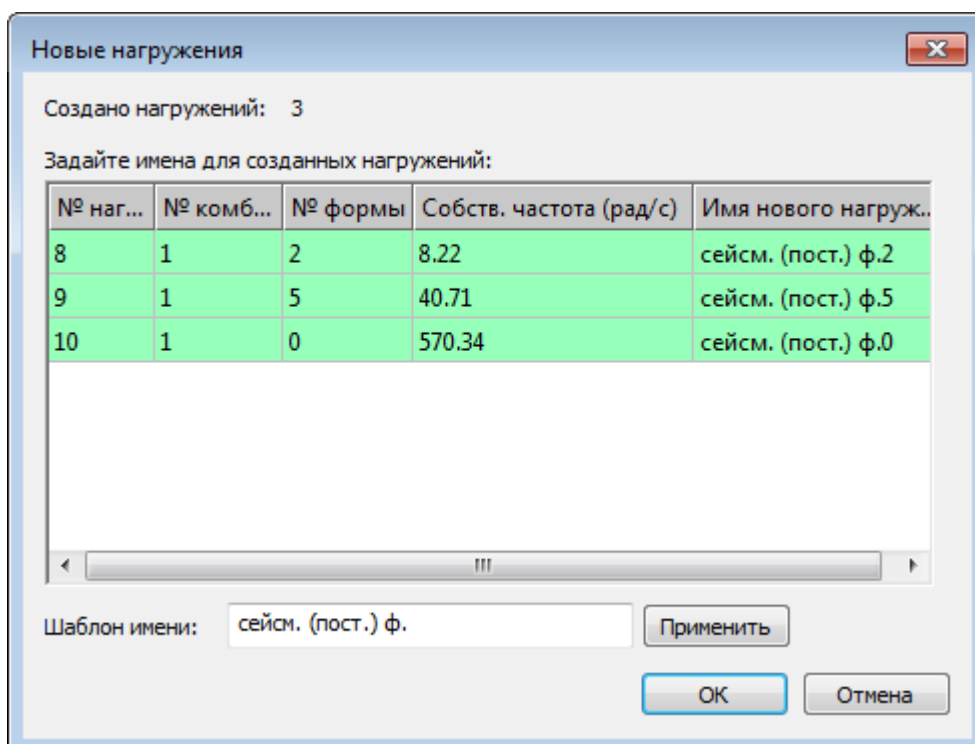 Новые нагружения
Создано нагружений: 3
Задайте имена для созданных нагружений:
№ наг... № комб... № формы Собств. частота (рад/с) Имя нового нагруж..
8 1 2 8.22 сейсм. (пост.) ф.2
9 1 5 40.71 сейсм. (пост.) ф.5
10 1 0 570.34 сейсм. (пост.) ф.0
Шаблон имени: сейсм. (пост.) ф. Применить
ОК Отмена